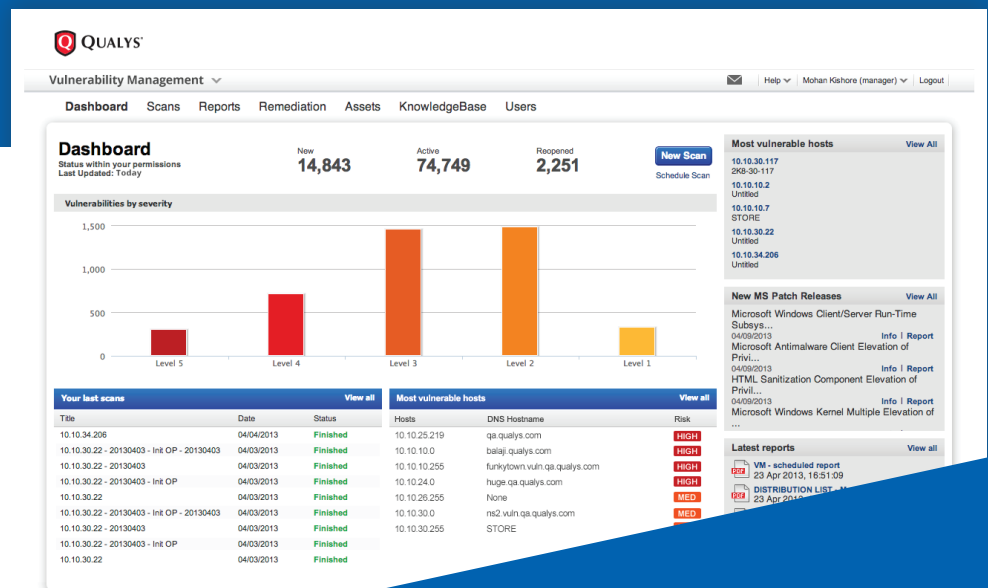 QUALYS
Vulnerability Management
Help
Mohan Kishore (manager)
Logout
Dashboard Scans Reports Remediation Assets KnowledgeBase Users
Dashboard
Status within your permissions
Last Updated: Today
New
14,843
Active
74,749
Reopened
2,251
New Scan
Schedule Scan
Vulnerabilities by severity
1,500
1,000
500
0
Level 5 Level 4 Level 3 Level 2 Level 1
Your last scans View all
Title Date Status
10.10.34.206 04/04/2013 Finished
10.10.30.22 - 20130403 - Init OP - 20130403 04/03/2013 Finished
10.10.30.22 - 20130403 04/03/2013 Finished
10.10.30.22 - 20130403 - Init OP 04/03/2013 Finished
10.10.30.22 04/03/2013 Finished
10.10.30.22 - 20130403 - Init OP - 20130403 04/03/2013 Finished
10.10.30.22 - 20130403 04/03/2013 Finished
10.10.30.22 - 20130403 - Init OP 04/03/2013 Finished
10.10.30.22 04/03/2013 Finished
Most vulnerable hosts View all
Hosts DNS Hostname Risk
10.10.25.219 qa.qualys.com HIGH
10.10.10.0 balaji.qualys.com HIGH
10.10.10.255 funkytown.vuln.qa.qualys.com HIGH
10.10.24.0 huge.qa.qualys.com HIGH
10.10.26.255 None MED
10.10.30.0 ns2.vuln.qa.qualys.com MED
10.10.30.255 STORE
Most vulnerable hosts View All
10.10.30.117
2K8-30-117
10.10.10.2
Untitled
10.10.10.7
STORE
10.10.30.22
Untitled
10.10.34.206
Untitled
New MS Patch Releases View All
Microsoft Windows Client/Server Run-Time
Subsys...
04/09/2013 Info | Report
Microsoft Antimalware Client Elevation of
Privi...
04/09/2013 Info | Report
HTML Sanitization Component Elevation of
Privil...
04/09/2013 Info | Report
Microsoft Windows Kernel Multiple Elevation of
...
Latest reports View all
PDF
VM - scheduled report
23 Apr 2013, 16:51:09
PDF
DISTRIBUTION LIST -
23 Apr